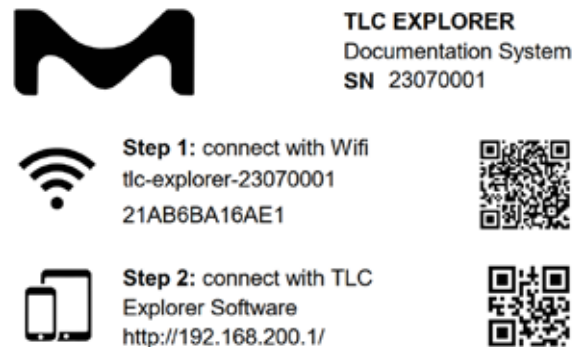 TLC EXPLORER
Documentation System
SN 23070001
Step 1: connect with Wifi
tlc-explorer-23070001
21AB6BA16AE1
Step 2: connect with TLC
Explorer Software
http://192.168.200.1/